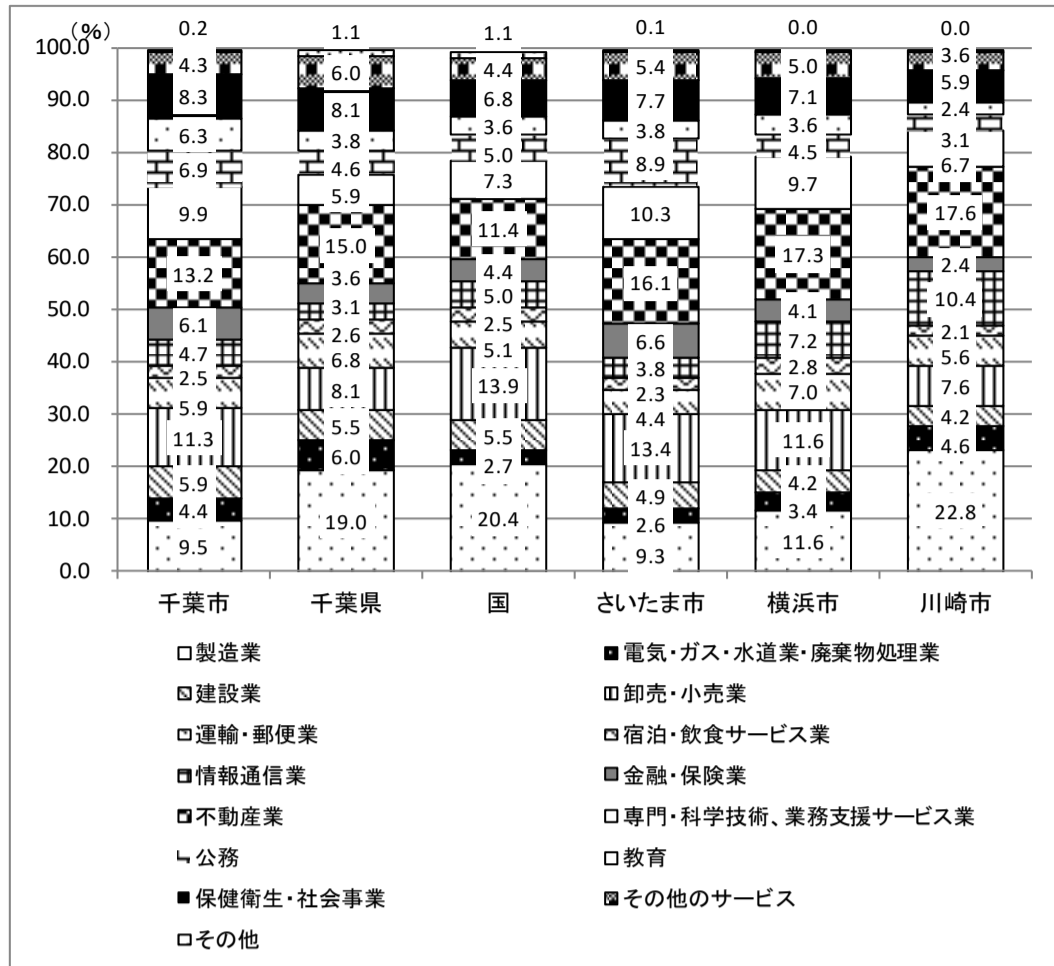 (%)
0.2 1.1 1.1 0.1 0.0 0.0
100.0
4.3 6.0 4.4 5.4 5.0 3.6
90.0
8.3 8.1 6.8 7.7 7.1 5.9
6.3 3.8 3.6 3.8 3.6 2.4
80.0
6.9 4.6 5.0 8.9 4.5 3.1
70.0
9.9 5.9 7.3 10.3 9.7 6.7
60.0
13.2 15.0 11.4 16.1 17.3 17.6
50.0
6.1 3.6 4.4 6.6 4.1 2.4
40.0
4.7 3.1 5.0 3.8 7.2 10.4
2.5 2.6 2.5 2.3 2.8 2.1
30.0
5.9 6.8 5.1 4.4 7.0 5.6
20.0
11.3 8.1 13.9 13.4 11.6 7.6
5.9 5.5 5.5 4.9 4.2 4.2
10.0
4.4 6.0 2.7 2.6 3.4 4.6
9.5 19.0 20.4 9.3 11.6 22.8
0.0
千葉市 千葉県 国 さいたま市 横浜市 川崎市
製造業 電気・ガス・水道業・廃棄物処理業
建設業 卸売・小売業
運輸・郵便業 宿泊・飲食サービス業
情報通信業 金融・保険業
不動産業 専門・科学技術、業務支援サービス業
公務 教育
保健衛生・社会事業 その他のサービス
その他